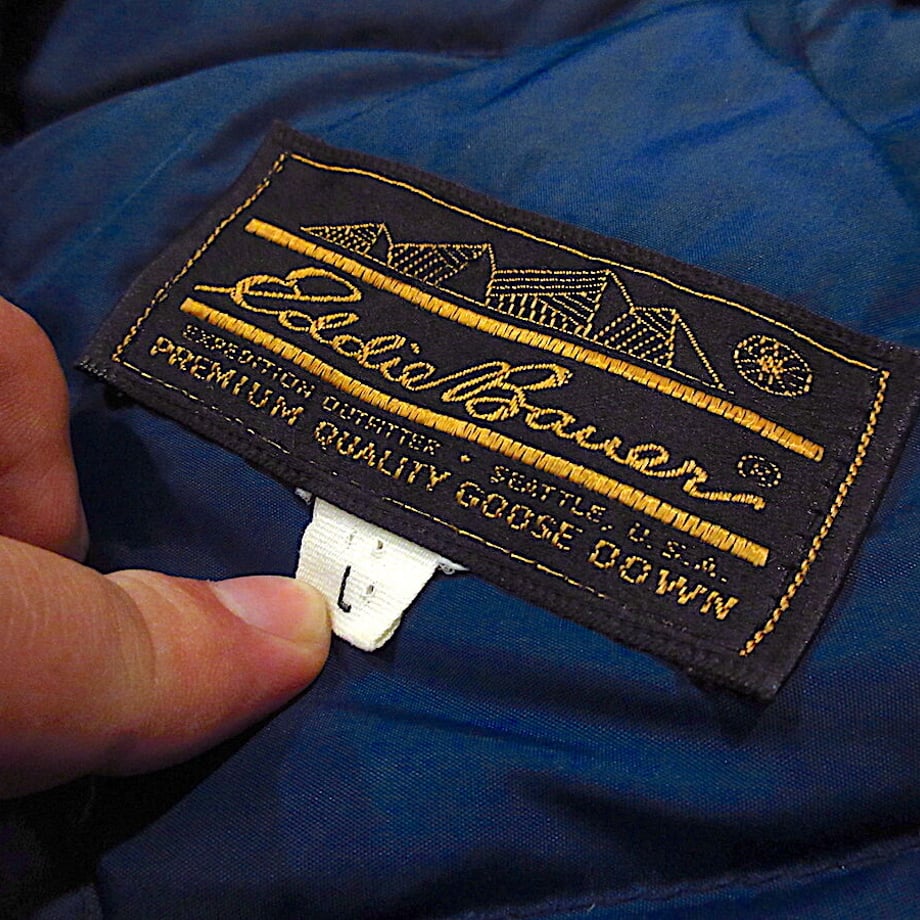 Eddie Bauer®
EXPEDITION OUTFITTER • SEATTLE, U.S.A.
PREMIUM QUALITY GOOSE DOWN
L